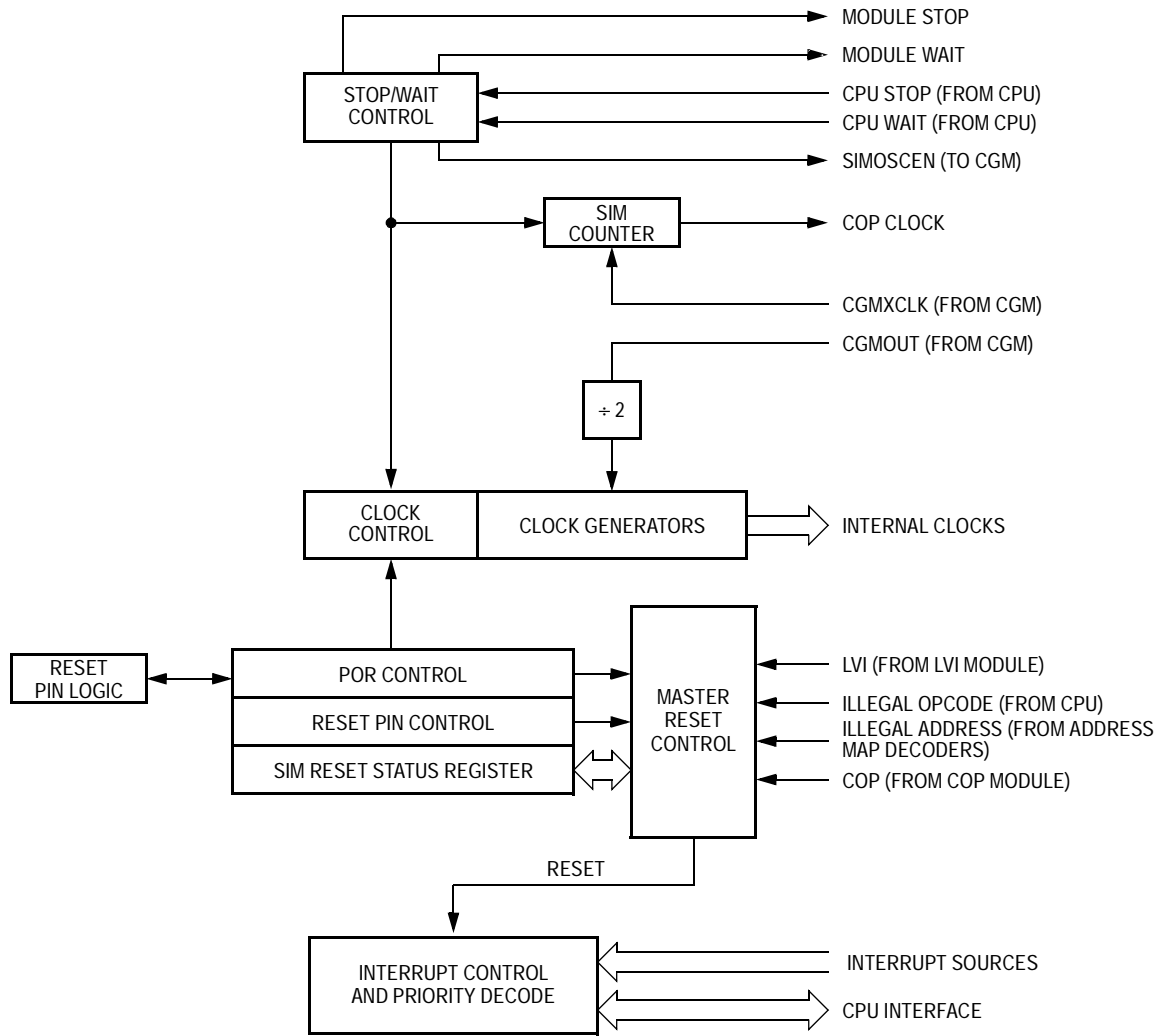 MODULE STOP
MODULE WAIT
STOP/WAIT
CONTROL
CPU STOP (FROM CPU)
CPU WAIT (FROM CPU)
SIMOSCEN (TO CGM)
SIM
COUNTER
COP CLOCK
CGMXCLK (FROM CGM)
CGMOUT (FROM CGM)
÷ 2
CLOCK
CONTROL
CLOCK GENERATORS
INTERNAL CLOCKS
RESET
PIN LOGIC
POR CONTROL
RESET PIN CONTROL
SIM RESET STATUS REGISTER
MASTER
RESET
CONTROL
LVI (FROM LVI MODULE)
ILLEGAL OPCODE (FROM CPU)
ILLEGAL ADDRESS (FROM ADDRESS
MAP DECODERS)
COP (FROM COP MODULE)
RESET
INTERRUPT CONTROL
AND PRIORITY DECODE
INTERRUPT SOURCES
CPU INTERFACE